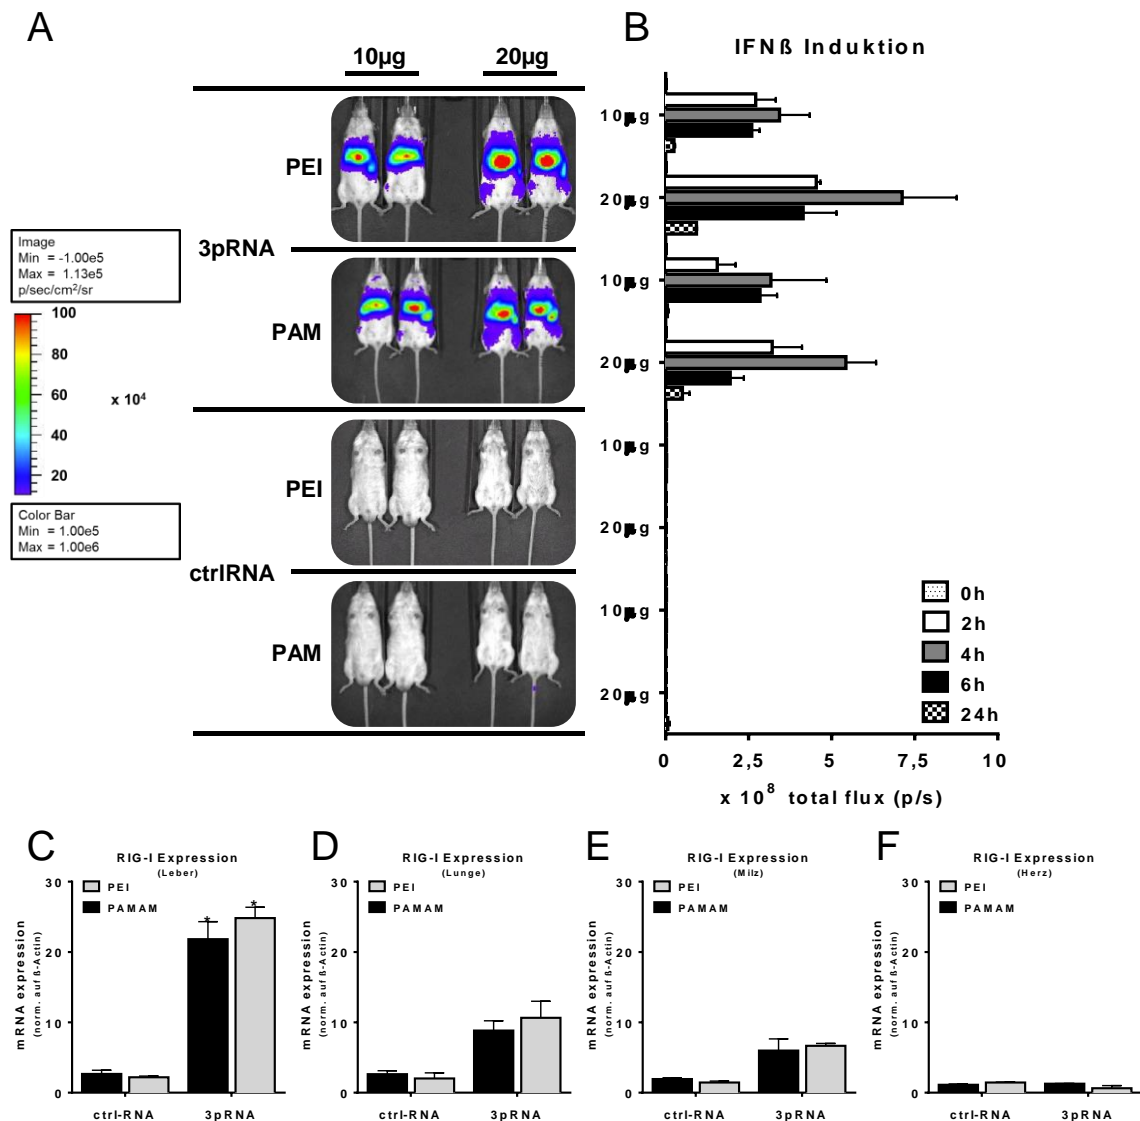 A
10µg 20µg
3pRNA
PEI
PAM
ctrlRNA
PEI
PAM
Image
Min = -1.00e5
Max = 1.13e5
p/sec/cm²/sr
100
80
60
40
20
x 10⁴
Color Bar
Min = 1.00e5
Max = 1.00e6
B
IFNß Induktion
10µg
20µg
10µg
20µg
10µg
20µg
10µg
20µg
0h
2h
4h
6h
24h
0 2,5 5 7,5 10
x 10⁸ total flux (p/s)
C
RIG-I Expression
(Leber)
PEI
PAMAM
mRNA expression
(norm. auf ß-Actin)
30
20
10
0
* *
ctrl-RNA 3pRNA
D
RIG-I Expression
(Lunge)
PEI
PAMAM
mRNA expression
(norm. auf ß-Actin)
30
20
10
0
ctrl-RNA 3pRNA
E
RIG-I Expression
(Milz)
PEI
PAMAM
mRNA expression
(norm. auf ß-Actin)
30
20
10
0
ctrl-RNA 3pRNA
F
RIG-I Expression
(Herz)
PEI
PAMAM
mRNA expression
(norm. auf ß-Actin)
30
20
10
0
ctrl-RNA 3pRNA